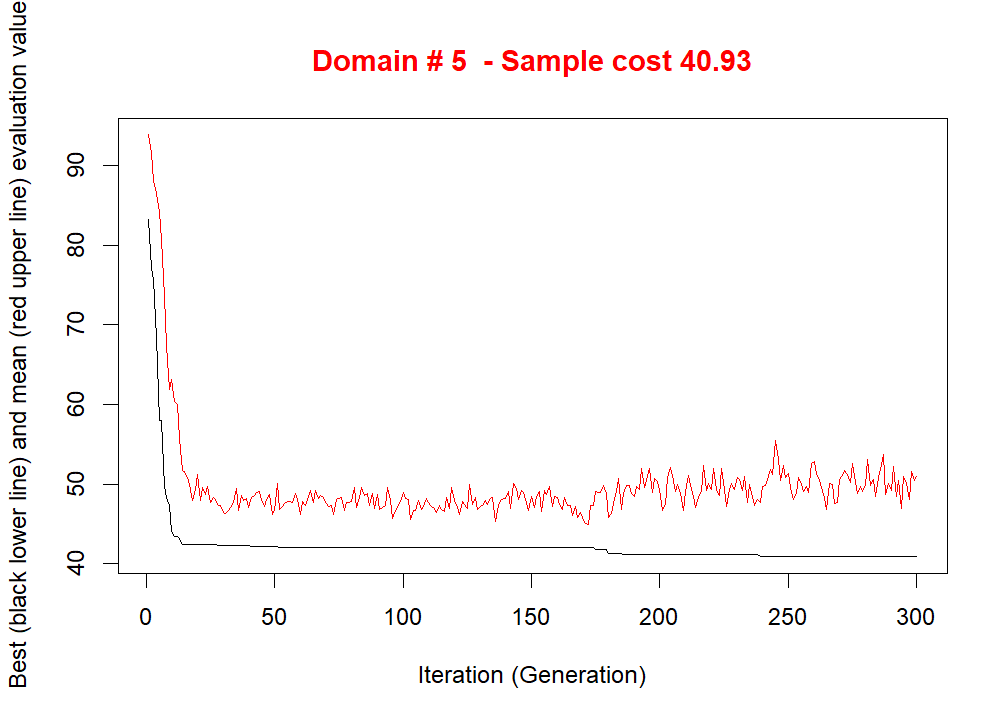 Domain # 5  - Sample cost 40.93
Best (black lower line) and mean (red upper line) evaluation value
90
80
70
60
50
40
0 50 100 150 200 250 300
Iteration (Generation)